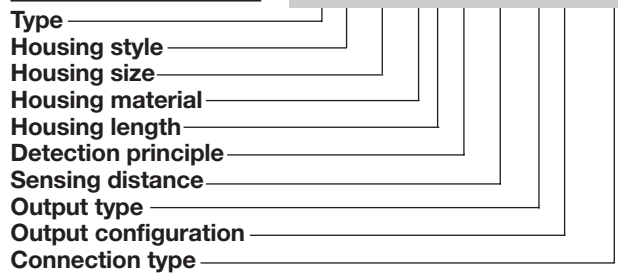 Type
Housing style
Housing size
Housing material
Housing length
Detection principle
Sensing distance
Output type
Output configuration
Connection type